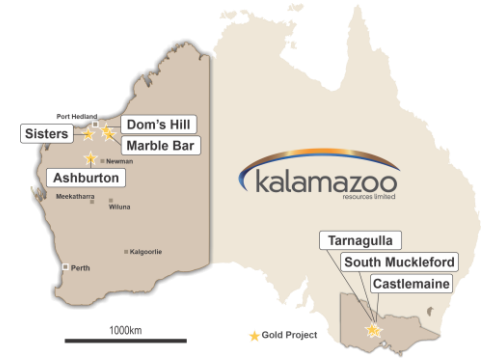 Port Hedland
Dom's Hill
Sisters
Marble Bar
Newman
Ashburton
Meekatharra
Wiluna
kalamazoo
resources limited
Tarnagulla
South Muckleford
Kalgoorlie
Perth
Castlemaine
1000km
Gold Project